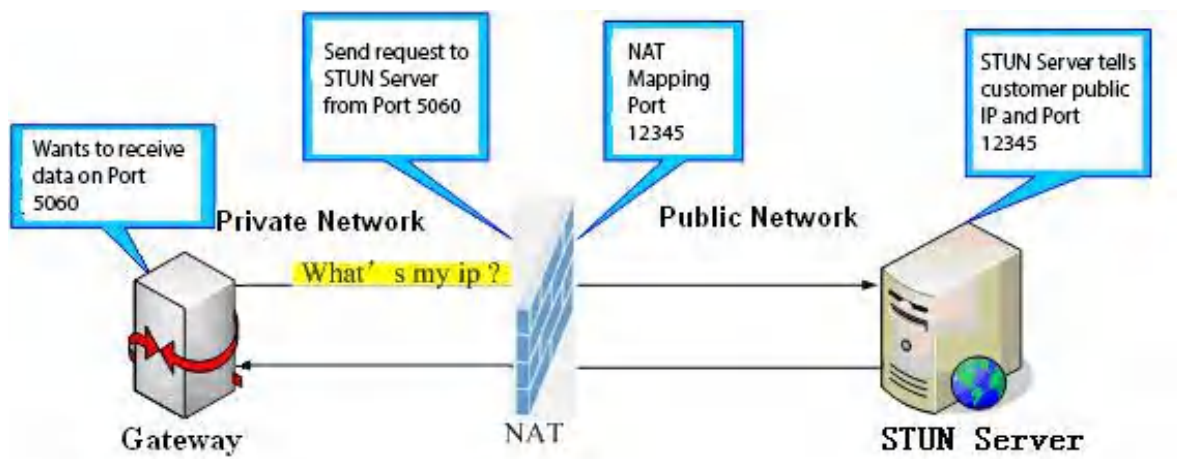 Send request to
STUN Server
from Port 5060
NAT
Mapping
Port
12345
STUN Server tells
customer public
IP and Port
12345
Wants to receive
data on Port
5060
Private Network
Public Network
What' s my ip ?
Gateway
NAT
STUN Server